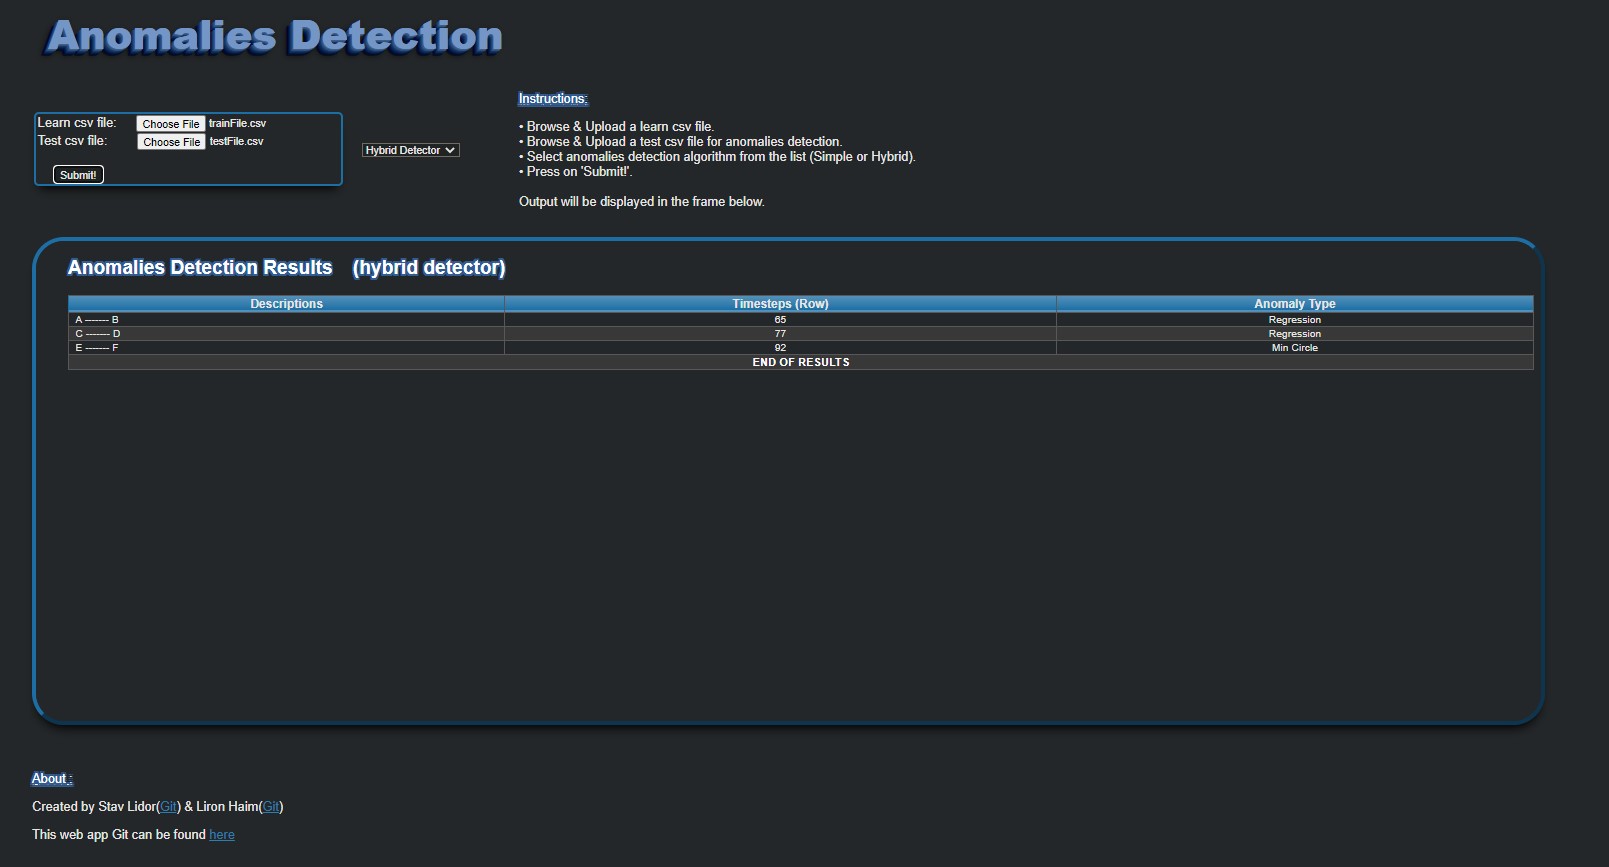 Anomalies Detection
Learn csv file: Choose File trainFile.csv
Test csv file: Choose File testFile.csv
Submit!
Hybrid Detector
Instructions:
• Browse & Upload a learn csv file.
• Browse & Upload a test csv file for anomalies detection.
• Select anomalies detection algorithm from the list (Simple or Hybrid).
• Press on 'Submit!'.
Output will be displayed in the frame below.
Anomalies Detection Results (hybrid detector)
Descriptions Timesteps (Row) Anomaly Type
A ------- B 65 Regression
C ------- D 77 Regression
E ------- F 92 Min Circle
END OF RESULTS
About :
Created by Stav Lidor(Git) & Liron Haim(Git)
This web app Git can be found here